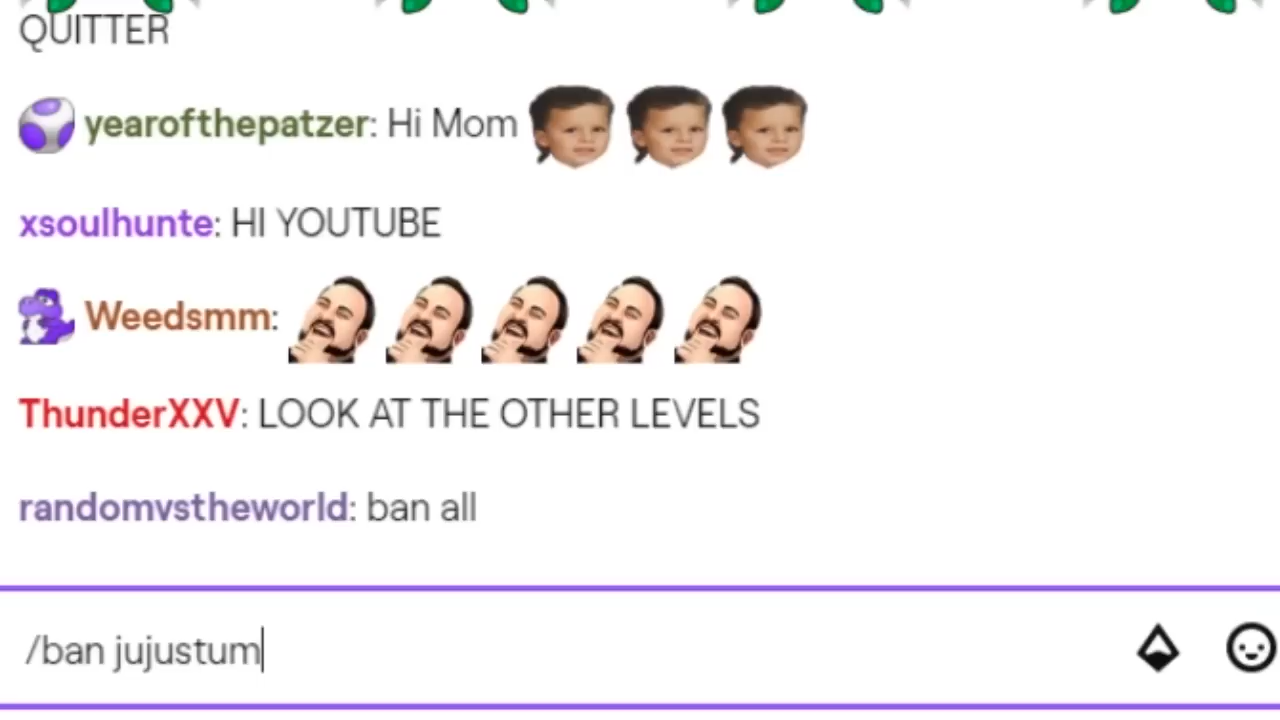 QUITTER
yearofthepatzer: Hi Mom
xsoulhunte: HI YOUTUBE
Weedsmm:
ThunderXXV: LOOK AT THE OTHER LEVELS
randomvstheworld: ban all
/ban jujustum